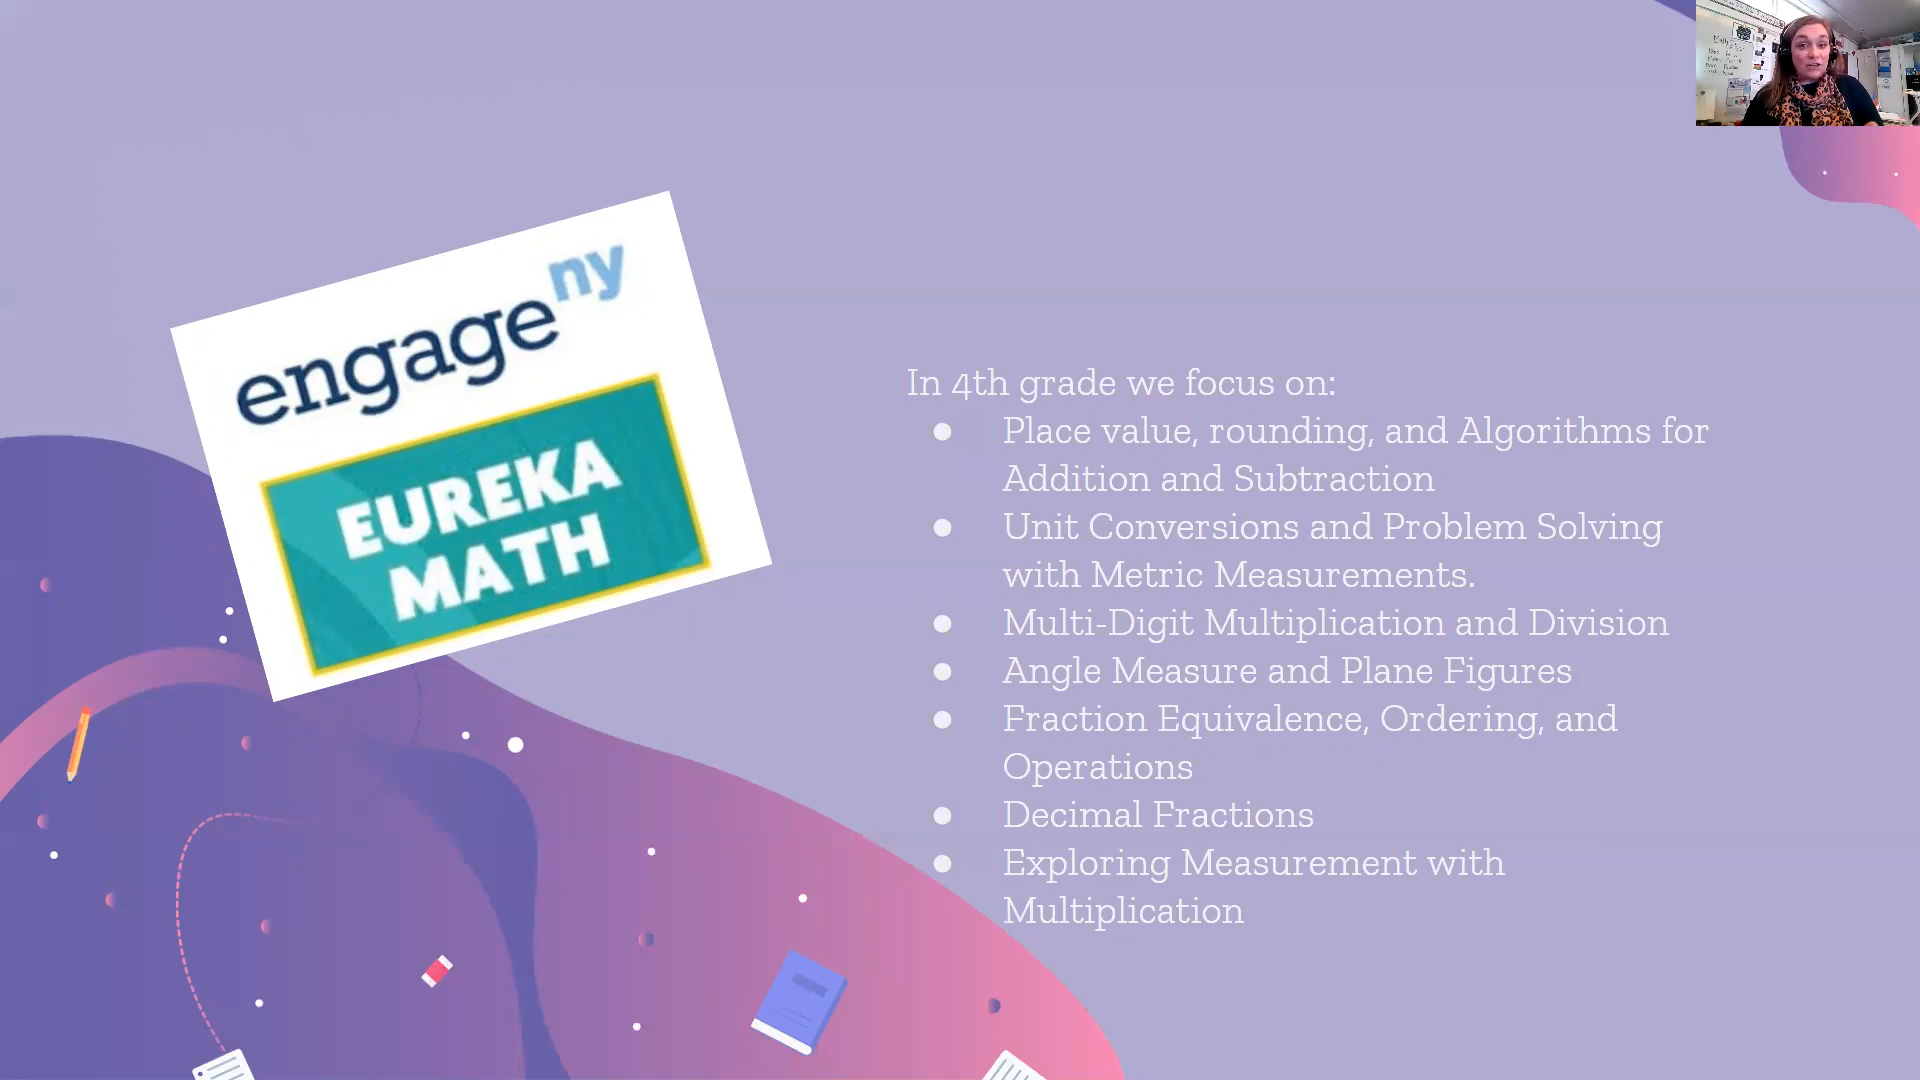 engage ny
EUREKA
MATH
In 4th grade we focus on:
● Place value, rounding, and Algorithms for
Addition and Subtraction
● Unit Conversions and Problem Solving
with Metric Measurements.
● Multi-Digit Multiplication and Division
● Angle Measure and Plane Figures
● Fraction Equivalence, Ordering, and
Operations
● Decimal Fractions
● Exploring Measurement with
Multiplication